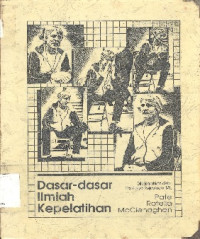 Dasar-dasar
Ilmiah
Kepelatihan
Pate
Rotella
McClenaghan